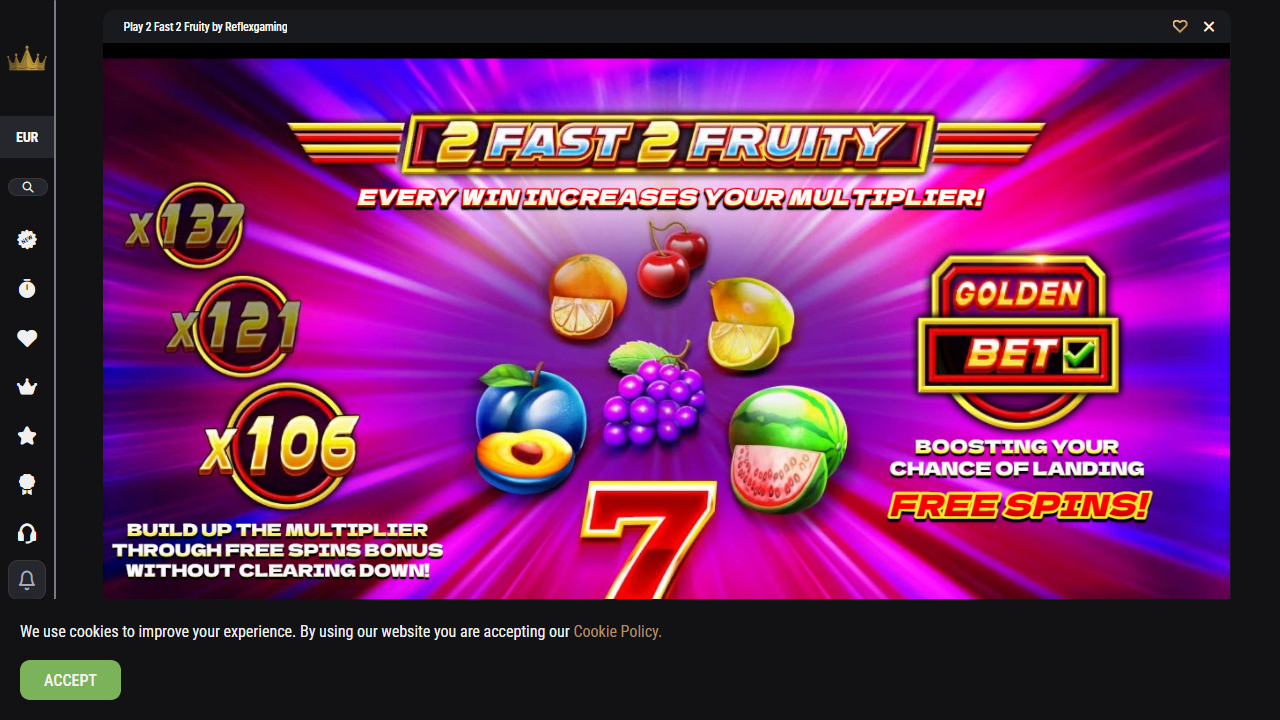 Play 2 Fast 2 Fruity by Reflexgaming
EUR
NEW
2 FAST 2 FRUITY
EVERY WIN INCREASES YOUR MULTIPLIER!
x137
x121
x106
BUILD UP THE MULTIPLIER
THROUGH FREE SPINS BONUS
WITHOUT CLEARING DOWN!
7
GOLDEN
BET
BOOSTING YOUR
CHANCE OF LANDING
FREE SPINS!
We use cookies to improve your experience. By using our website you are accepting our Cookie Policy.
ACCEPT